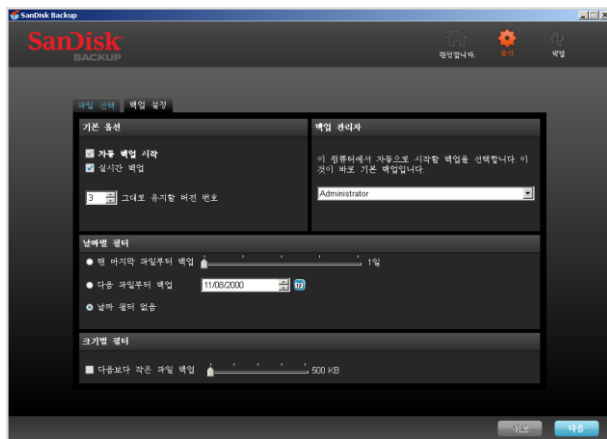 SanDisk Backup
SanDisk
BACKUP
옵션
백업
파일 선택 백업 설정
기본 옵션
자동 백업 시작
실시간 백업
3 그대로 유지할 버전 번호
백업 관리자
이 컴퓨터에서 자동으로 시작할 백업을 선택합니다. 이
것이 바로 기본 백업입니다.
Administrator
날짜별 필터
맨 마지막 파일부터 백업 1일
다음 파일부터 백업 11/08/2000
날짜 필터 없음
크기별 필터
다음보다 작은 파일 백업 500 KB
다음